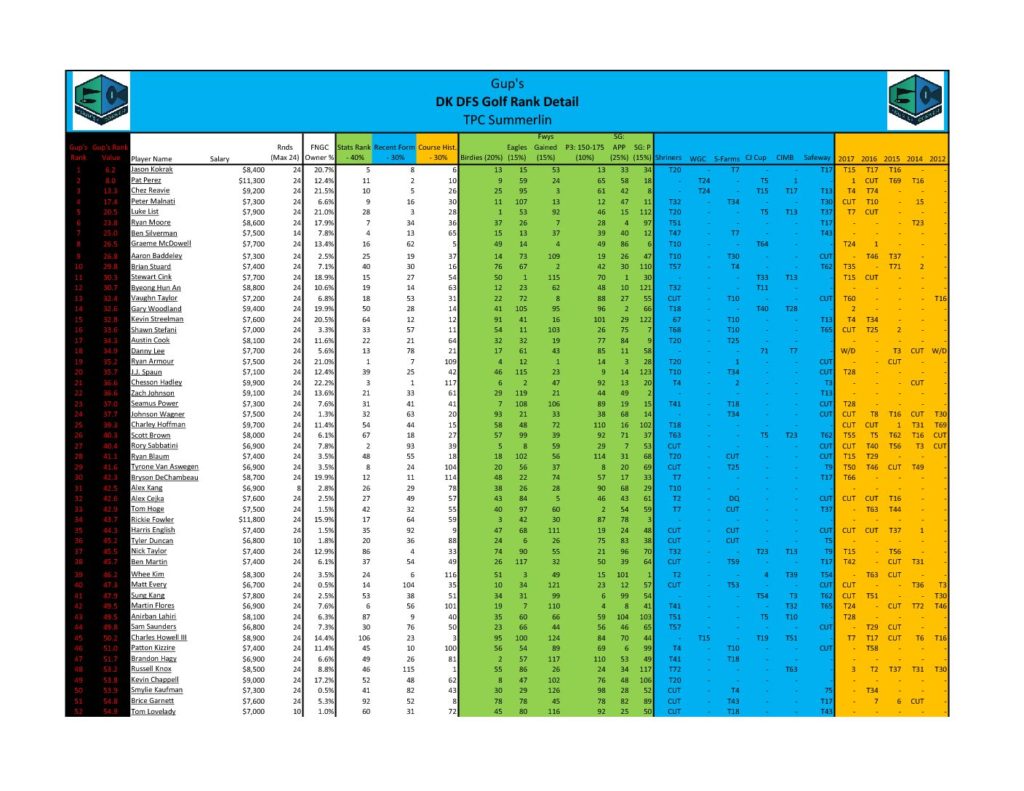 Gup's
DK DFS Golf Rank Detail
TPC Summerlin
Gup's Rank Gup's Rank Value Player Name Salary Rnds (Max 24) FNGC Owner % Stats Rank - 40% Recent Form - 30% Course Hist. - 30% Birdies (20%) Eagles (15%) Fwys Gained (15%) P3: 150-175 (10%) SG: APP (25%) SG: P (15%) Shriners WGC S-Farms CJ Cup CIMB Safeway 2017 2016 2015 2014 2012
1 6.2 Jason Kokrak $8,400 24 20.7% 5 8 6 13 15 53 13 33 34 T20 - T7 - - T17 T15 T17 T16 - -
2 8.0 Pat Perez $11,300 24 12.4% 11 2 10 9 59 24 65 58 18 - T24 - T5 1 - 1 CUT T69 T16 -
3 13.3 Chez Reavie $9,200 24 21.5% 10 5 26 25 95 3 61 42 8 - T24 - T15 T17 T13 T4 T74 - - -
4 17.4 Peter Malnati $7,300 24 6.6% 9 16 30 11 107 13 12 47 11 T32 - T34 - - T30 CUT T10 - 15 -
5 20.5 Luke List $7,900 24 21.0% 28 3 28 1 53 92 46 15 112 T20 - - T5 T13 T37 T7 CUT - - -
6 23.8 Ryan Moore $8,600 24 17.9% 7 34 36 37 26 7 28 4 97 T51 - - - - T17 - - - T23 -
7 25.0 Ben Silverman $7,500 14 7.8% 4 13 65 15 13 37 39 40 12 T47 - T7 - - T43 - - - - -
8 26.5 Graeme McDowell $7,700 24 13.4% 16 62 5 49 14 4 49 86 6 T10 - - T64 - - T24 1 - - -
9 26.8 Aaron Baddeley $7,300 24 2.5% 25 19 37 14 73 109 19 26 47 T10 - T30 - - CUT - T46 T37 - -
10 29.8 Brian Stuard $7,400 24 7.1% 40 30 16 76 67 2 42 30 110 T57 - T4 - - T62 T35 - T71 2 -
11 30.3 Stewart Cink $7,700 24 18.9% 15 27 54 50 1 115 70 1 30 - - - T33 T13 - T15 CUT - - -
12 30.7 Byeong Hun An $8,800 24 10.6% 19 14 63 12 23 62 48 10 121 T32 - - T11 - - - - - - -
13 32.4 Vaughn Taylor $7,200 24 6.8% 18 53 31 22 72 8 88 27 55 CUT - T10 - - CUT T60 - - - T16
14 32.6 Gary Woodland $9,400 24 19.9% 50 28 14 41 105 95 96 2 66 T18 - - T40 T28 - 2 - - - -
15 32.8 Kevin Streelman $7,600 24 20.5% 64 12 12 91 41 16 101 29 122 67 - T10 - - T13 T4 T34 - - -
16 33.6 Shawn Stefani $7,000 24 3.3% 33 57 11 54 11 103 26 75 7 T68 - T10 - - T65 CUT T25 2 - -
17 34.3 Austin Cook $8,100 24 11.6% 22 21 64 32 32 19 77 84 9 T20 - T25 - - - - - - - -
18 34.9 Danny Lee $7,700 24 5.6% 13 78 21 17 61 43 85 11 58 - - - 71 T7 - W/D - T3 CUT W/D
19 35.2 Ryan Armour $7,500 24 21.0% 1 7 109 4 12 1 14 3 28 T20 - 1 - - CUT - - CUT - -
20 35.7 J.J. Spaun $7,100 24 12.4% 39 25 42 46 115 23 9 14 123 T10 - T34 - - CUT T28 - - - -
21 36.6 Chesson Hadley $9,900 24 22.2% 3 1 117 6 2 47 92 13 20 T4 - 2 - - T3 - - - CUT -
22 36.6 Zach Johnson $9,100 24 13.6% 21 33 61 29 119 21 44 49 2 - - - - - T13 - - - - -
23 37.0 Seamus Power $7,300 24 7.6% 31 41 41 7 108 106 89 19 15 T41 - T18 - - CUT T28 - - - -
24 37.7 Johnson Wagner $7,500 24 1.3% 32 63 20 93 21 33 38 68 14 - - T34 - - CUT CUT T8 T16 CUT T30
25 39.3 Charley Hoffman $9,700 24 11.4% 54 44 15 58 48 72 110 16 102 T18 - - - - - CUT CUT 1 T31 T69
26 40.3 Scott Brown $8,000 24 6.1% 67 18 27 57 99 39 92 71 37 T63 - - T5 T23 T62 T55 T5 T62 T16 CUT
27 40.4 Rory Sabbatini $6,900 24 7.8% 2 93 39 5 8 59 29 7 53 CUT - - - - CUT CUT T40 T56 T3 CUT
28 41.1 Ryan Blaum $7,400 24 3.5% 48 55 18 18 102 56 114 31 68 T20 - CUT - - CUT T15 T29 - - -
29 41.6 Tyrone Van Aswegen $6,900 24 3.5% 8 24 104 20 56 37 8 20 69 CUT - T25 - - T9 T50 T46 CUT T49 -
30 42.3 Bryson DeChambeau $8,700 24 19.9% 12 11 114 48 22 74 57 17 33 T7 - - - - T17 T66 - - - -
31 42.5 Alex Kang $6,900 8 2.8% 26 29 78 38 26 28 90 68 29 T10 - - - - - - - - - -
32 42.6 Alex Cejka $7,600 24 2.5% 27 49 57 43 84 5 46 43 61 T2 - DQ - - CUT CUT CUT T16 - -
33 42.9 Tom Hoge $7,500 24 1.5% 42 32 55 40 97 60 2 54 59 T7 - CUT - - T37 - T63 T44 - -
34 43.7 Rickie Fowler $11,800 24 15.9% 17 64 59 3 42 30 87 78 3 - - - - - - - - - - -
35 44.3 Harris English $7,400 24 1.5% 35 92 9 47 68 111 19 24 48 CUT - CUT - - CUT CUT CUT T37 1 -
36 45.2 Tyler Duncan $6,800 10 1.8% 20 36 88 24 6 26 75 83 38 CUT - CUT - - T5 - - - - -
37 45.5 Nick Taylor $7,400 24 12.9% 86 4 33 74 90 55 21 96 70 T32 - - T23 T13 T9 T15 - T56 - -
38 45.7 Ben Martin $7,400 24 6.1% 37 54 49 26 117 32 50 39 64 CUT - T59 - - T17 T42 - CUT T31 -
39 46.2 Whee Kim $8,300 24 3.5% 24 6 116 51 3 49 15 101 1 T2 - - 4 T39 T54 - T63 CUT - -
40 47.3 Matt Every $6,700 24 0.5% 14 104 35 10 34 121 23 12 57 CUT - T53 - - CUT CUT - - T36 T3
41 47.9 Sung Kang $7,800 24 2.5% 53 38 51 34 31 99 6 99 54 - - - T54 T3 T62 CUT T51 - - T30
42 49.5 Martin Flores $6,900 24 7.6% 6 56 101 19 7 110 4 8 41 T41 - - - T32 T65 T24 - CUT T72 T46
43 49.5 Anirban Lahiri $8,100 24 6.3% 87 9 40 35 60 66 59 104 103 T51 - - T5 T10 - T28 - - - -
44 49.8 Sam Saunders $6,800 24 7.3% 30 76 50 23 66 44 56 46 65 T57 - - - - CUT - T29 CUT - -
45 50.2 Charles Howell III $8,900 24 14.4% 106 23 3 95 100 124 84 70 44 - T15 - T19 T51 - T7 T17 CUT T6 T16
46 51.0 Patton Kizzire $7,400 24 11.4% 45 10 100 56 54 89 69 6 99 T4 - T10 - - CUT - T58 - - -
47 51.7 Brandon Hagy $6,900 24 6.6% 49 26 81 2 57 117 110 53 49 T41 - T18 - - - - - - - -
48 53.2 Russell Knox $8,500 24 8.8% 46 115 1 55 86 26 24 34 117 T72 - - - T63 - 3 T2 T37 T31 T30
49 53.8 Kevin Chappell $9,000 24 17.2% 52 48 62 8 47 102 76 48 106 T20 - - - - - - - - - -
50 53.9 Smylie Kaufman $7,300 24 0.5% 41 82 43 30 29 126 98 28 52 CUT - T4 - - 75 - T34 - - -
51 54.8 Brice Garnett $7,600 24 5.3% 92 52 8 78 78 45 78 82 89 CUT - T43 - - T17 - 7 6 CUT -
52 54.9 Tom Lovelady $7,000 10 1.0% 60 31 72 45 80 116 92 25 50 CUT - T18 - - T43 - - - - -